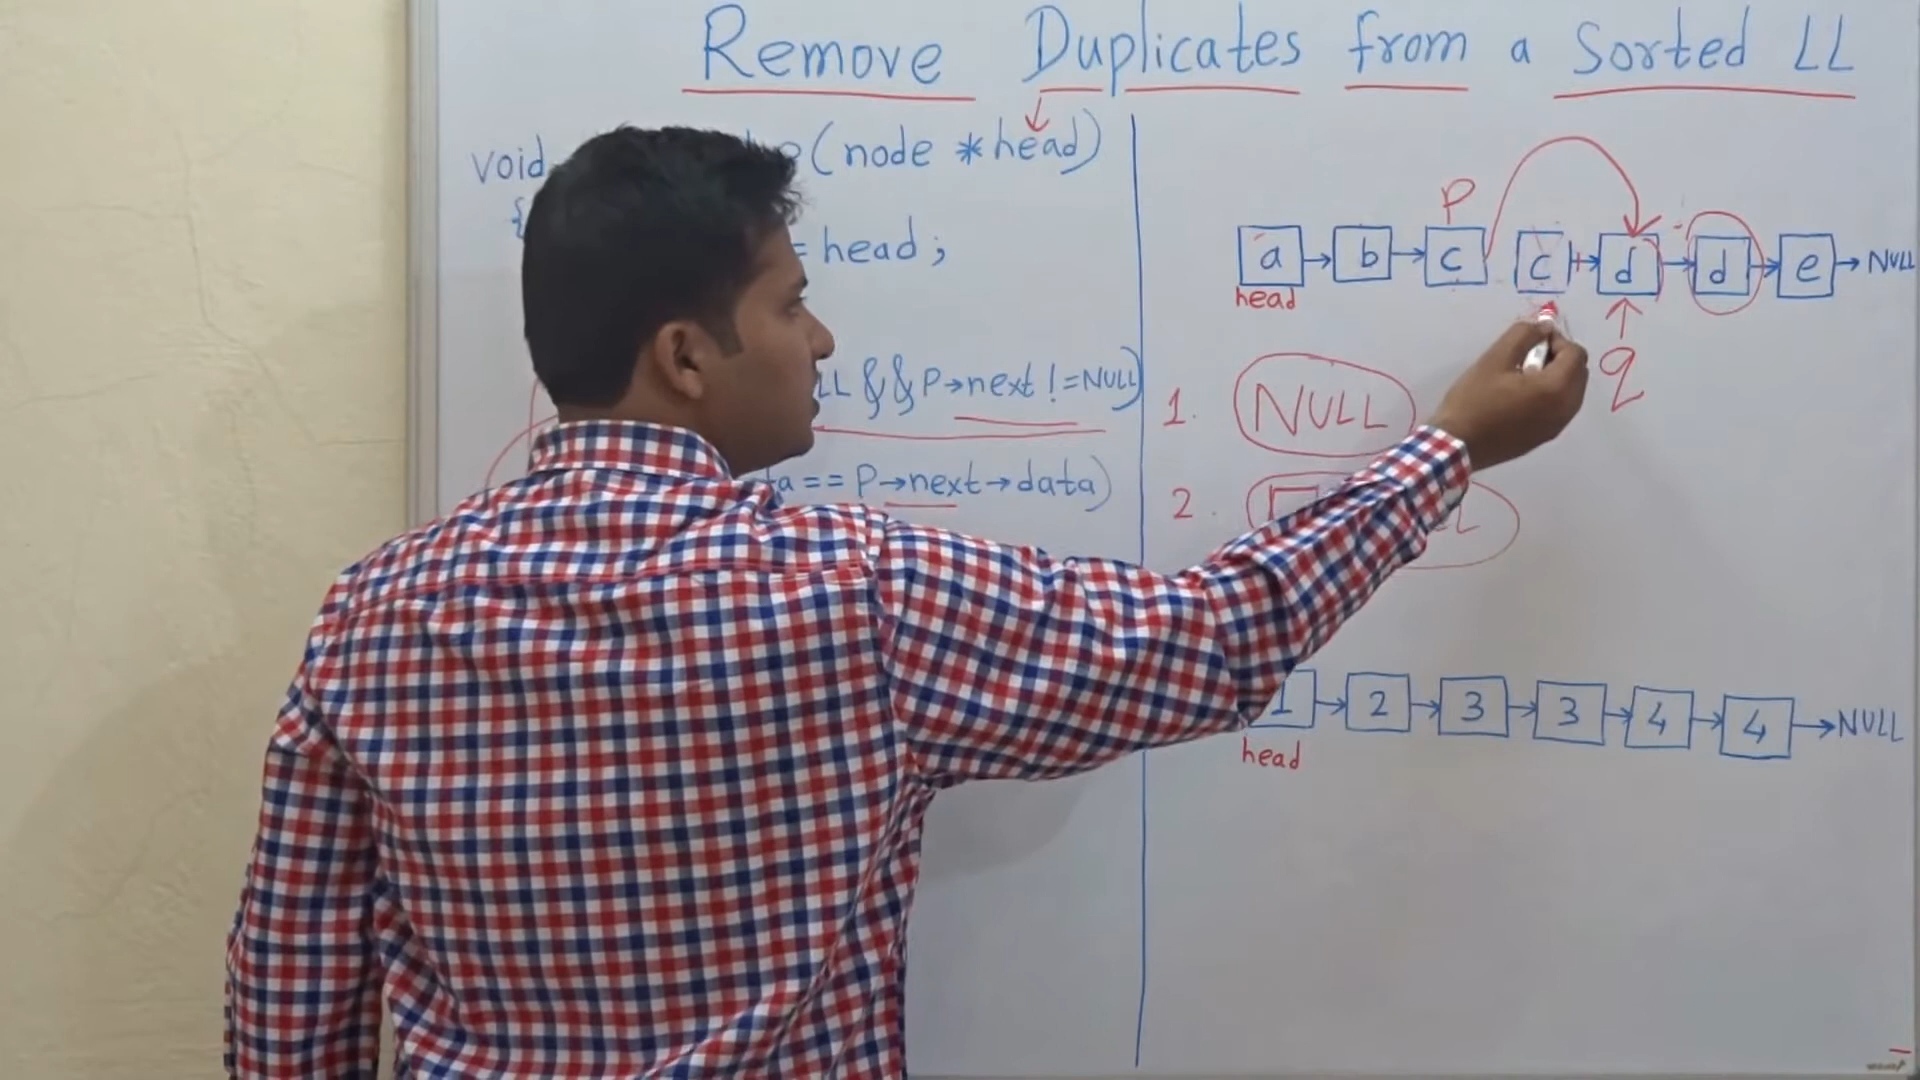 Remove Duplicates from a Sorted LL
void (node *head)
{
= head;
&& P→next != NULL)
== P→next→data)
P
a → b → c c → d → d → e → NULL
head
q
1. NULL
2.
1 → 2 → 3 → 3 → 4 → 4 → NULL
head